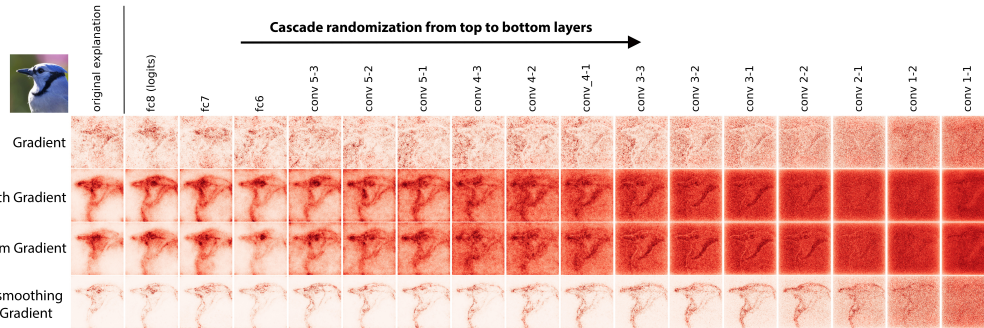 Cascade randomization from top to bottom layers
original explanation
fc8 (logits)
fc7
fc6
conv 5-3
conv 5-2
conv 5-1
conv 4-3
conv 4-2
conv_4-1
conv 3-3
conv 3-2
conv 3-1
conv 2-2
conv 2-1
conv 1-2
conv 1-1
Gradient
th Gradient
m Gradient
smoothing
Gradient